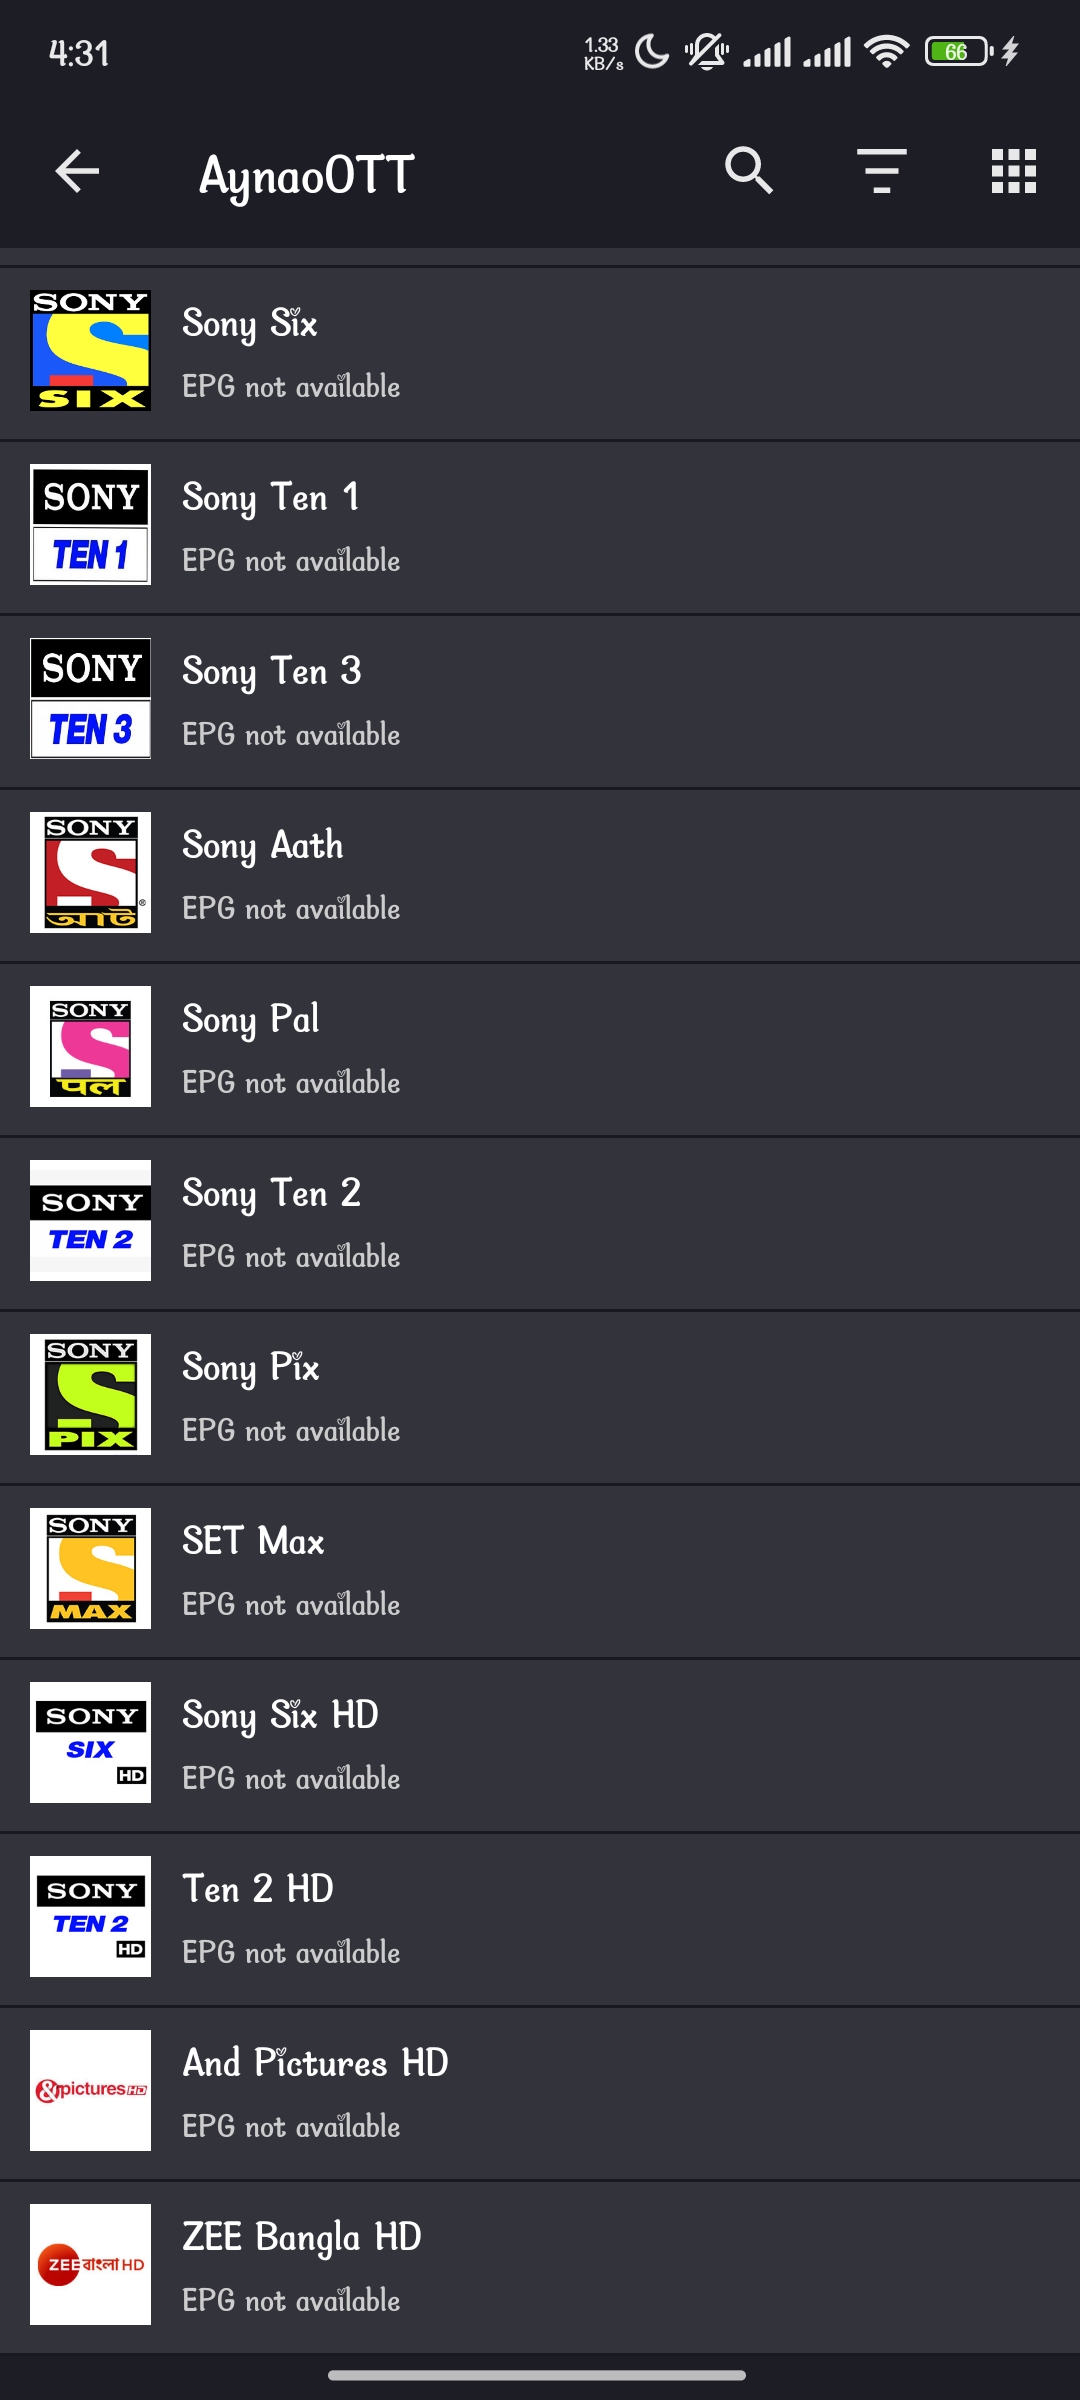 4:31
1.33
KB/s
66
AynaoOTT
SONY
SIX
Sony Six
EPG not available
SONY
TEN 1
Sony Ten 1
EPG not available
SONY
TEN 3
Sony Ten 3
EPG not available
SONY
আট
®
Sony Aath
EPG not available
SONY
पल
Sony Pal
EPG not available
SONY
TEN 2
Sony Ten 2
EPG not available
SONY
PIX
Sony Pix
EPG not available
SONY
MAX
SET Max
EPG not available
SONY
SIX
HD
Sony Six HD
EPG not available
SONY
TEN 2
HD
Ten 2 HD
EPG not available
&pictures HD
And Pictures HD
EPG not available
ZEE বাংলা HD
ZEE Bangla HD
EPG not available